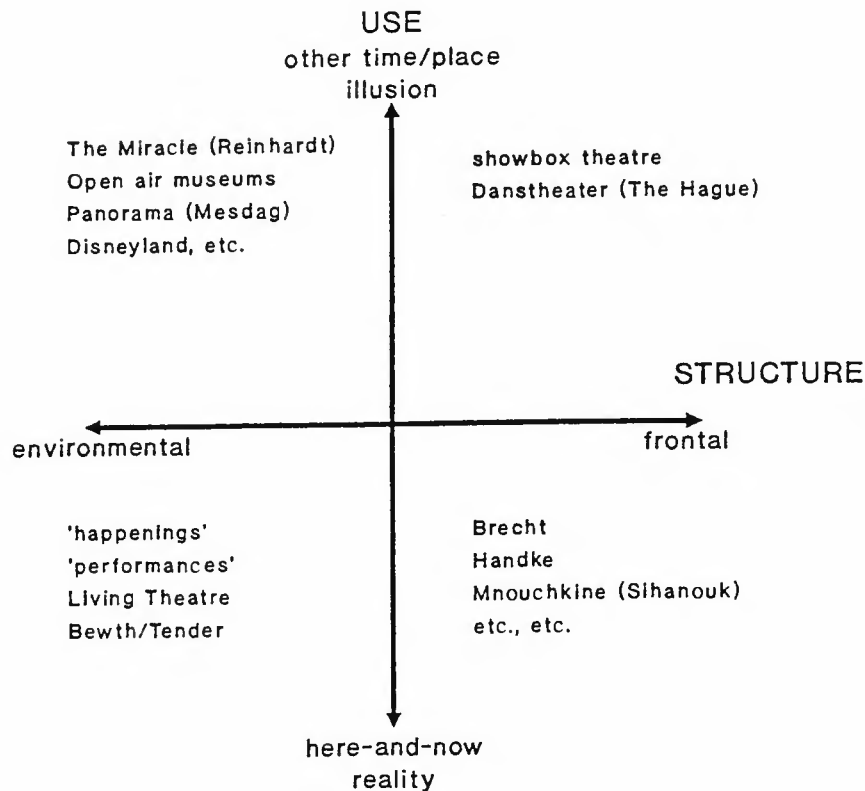 USE
other time/place
illusion
The Miracle (Reinhardt)
Open air museums
Panorama (Mesdag)
Disneyland, etc.
showbox theatre
Danstheater (The Hague)
STRUCTURE
environmental
frontal
'happenings'
'performances'
Living Theatre
Bewth/Tender
Brecht
Handke
Mnouchkine (Sihanouk)
etc., etc.
here-and-now
reality